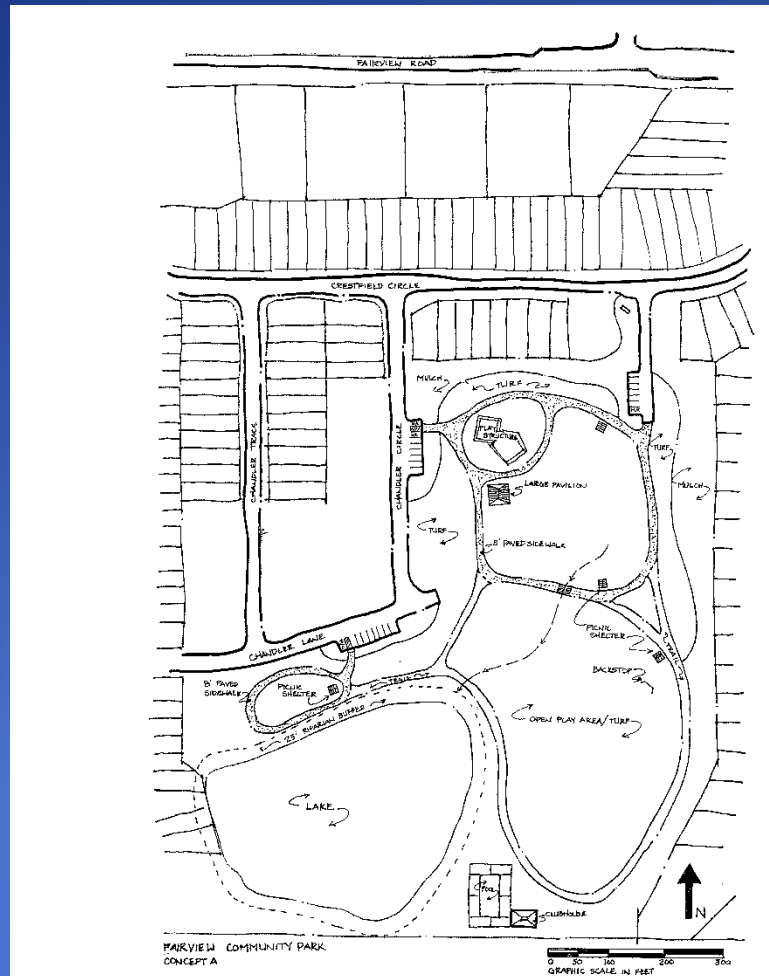 FAIRVIEW ROAD
CRESTFIELD CIRCLE
MULCH
TURF
PLAY
STRUCTURE
H.C.
CHANDLER TRACE
CHANDLER CIRCLE
TURF
MULCH
LARGE PAVILION
TURF
8' PAVED SIDEWALK
PICNIC
SHELTER
TRAIL
CHANDLER LANE
BACKSTOP
8' PAVED
SIDEWALK
PICNIC
SHELTER
TRAIL
25' RIPARIAN BUFFER
OPEN PLAY AREA/TURF
LAKE
POOL
CLUBHOUSE
N
FAIRVIEW COMMUNITY PARK
CONCEPT A
0 50 100 200 300
GRAPHIC SCALE IN FEET